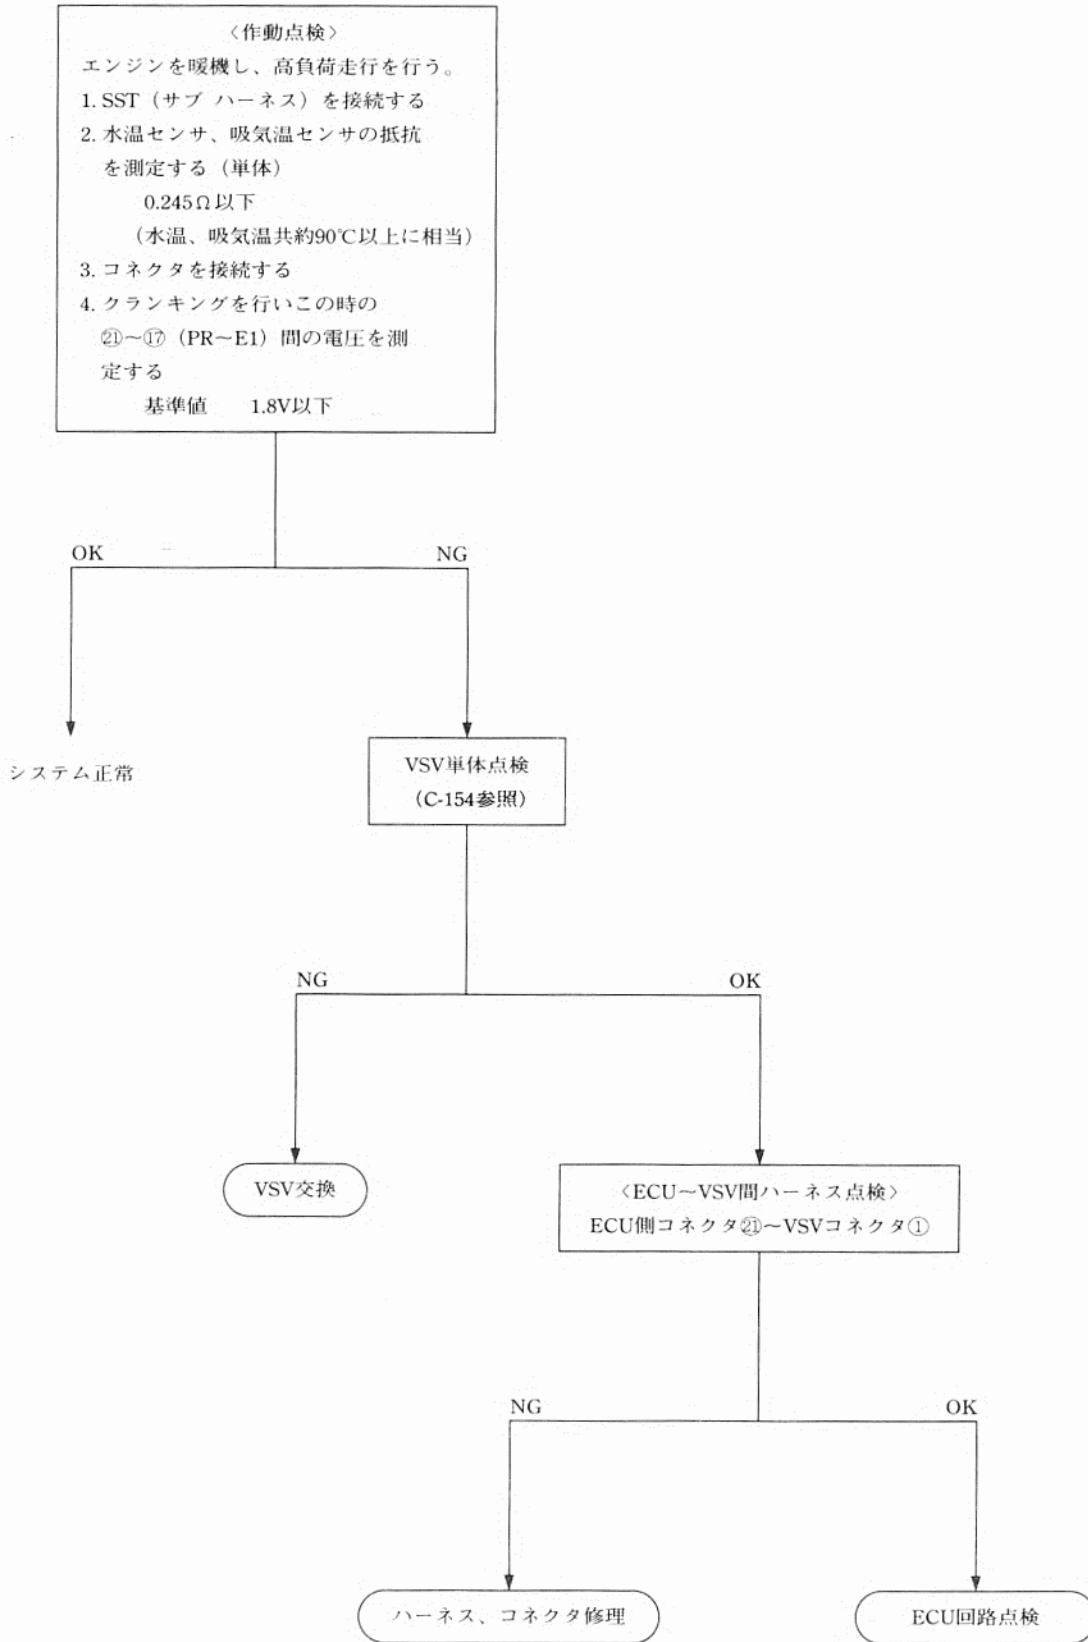 〈作動点検〉
エンジンを暖機し、高負荷走行を行う。
1. SST（サブ ハーネス）を接続する
2. 水温センサ、吸気温センサの抵抗
を測定する（単体）
0.245Ω以下
（水温、吸気温共約90℃以上に相当）
3. コネクタを接続する
4. クランキングを行いこの時の
㉑～⑰（PR～E1）間の電圧を測
定する
基準値 1.8V以下
OK
NG
システム正常
VSV単体点検
（C-154参照）
NG
OK
VSV交換
〈ECU～VSV間ハーネス点検〉
ECU側コネクタ㉑～VSVコネクタ①
NG
OK
ハーネス、コネクタ修理
ECU回路点検